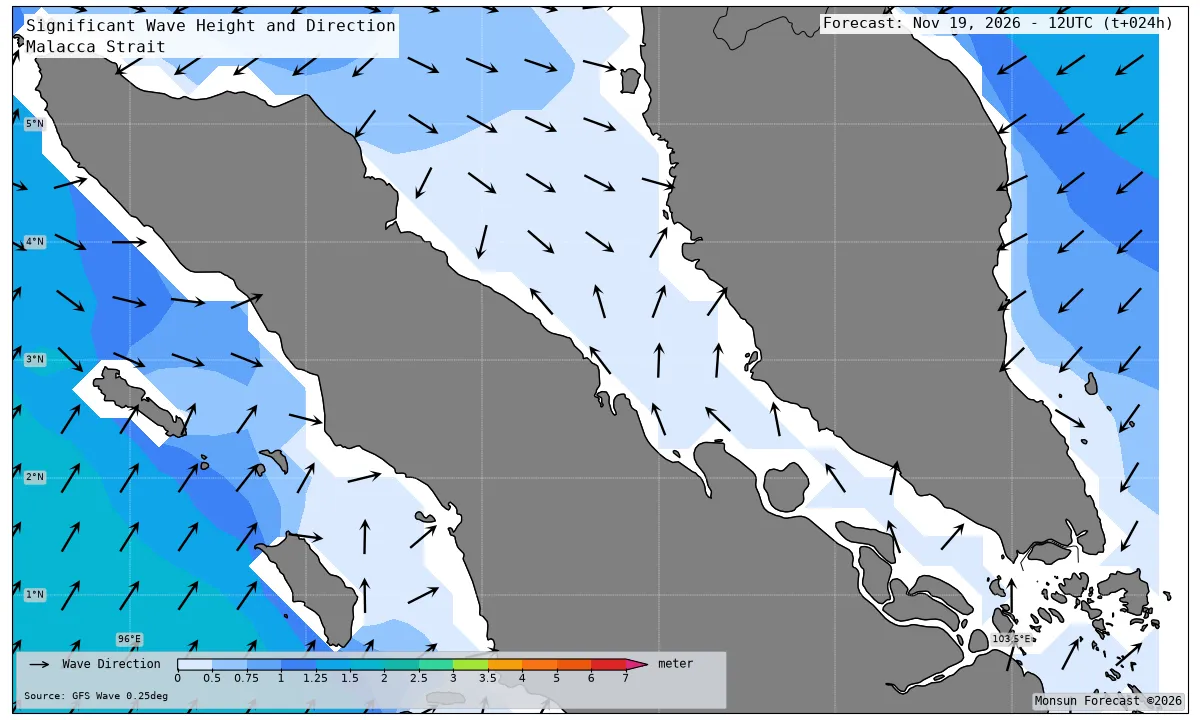 Significant Wave Height and Direction
Malacca Strait
Forecast: Nov 19, 2026 - 12UTC (t+024h)
5°N
4°N
3°N
2°N
1°N
96°E
103.5°E
Wave Direction
meter
0 0.5 0.75 1 1.25 1.5 2 2.5 3 3.5 4 5 6 7
Source: GFS Wave 0.25deg
Monsun Forecast ©2026